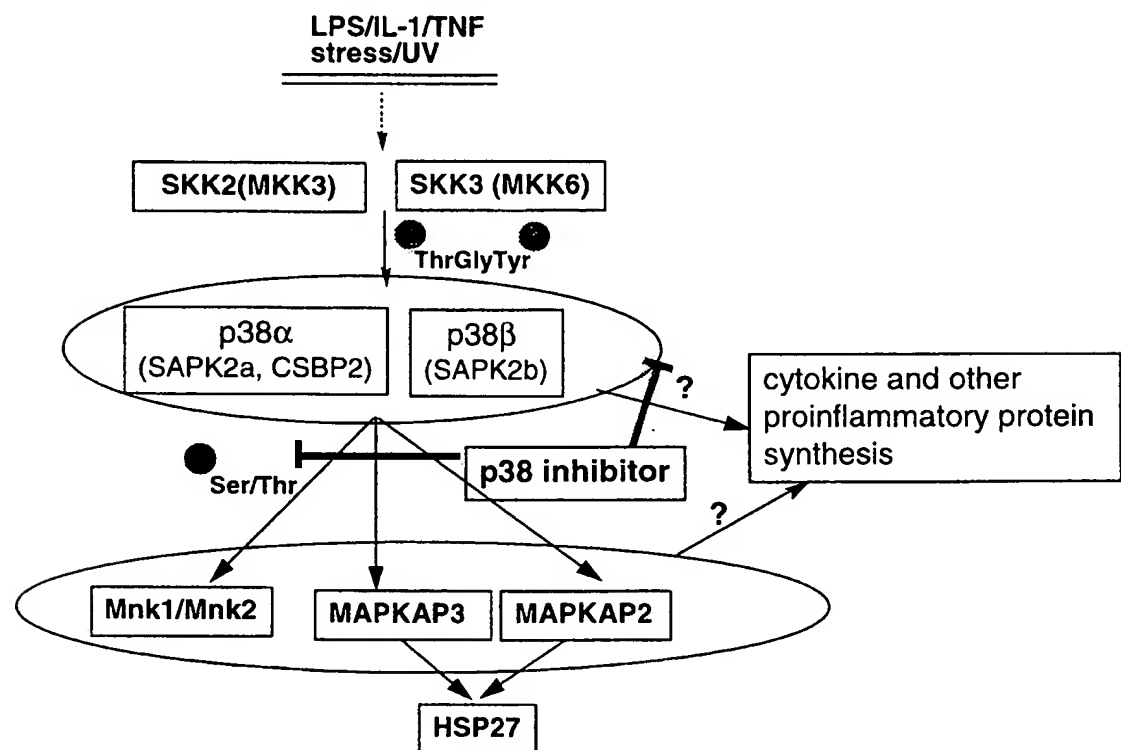 LPS/IL-1/TNF
stress/UV
SKK2(MKK3)
SKK3 (MKK6)
ThrGlyTyr
p38α
(SAPK2a, CSBP2)
p38β
(SAPK2b)
?
cytokine and other
proinflammatory protein
synthesis
p38 inhibitor
Ser/Thr
?
Mnk1/Mnk2
MAPKAP3
MAPKAP2
HSP27